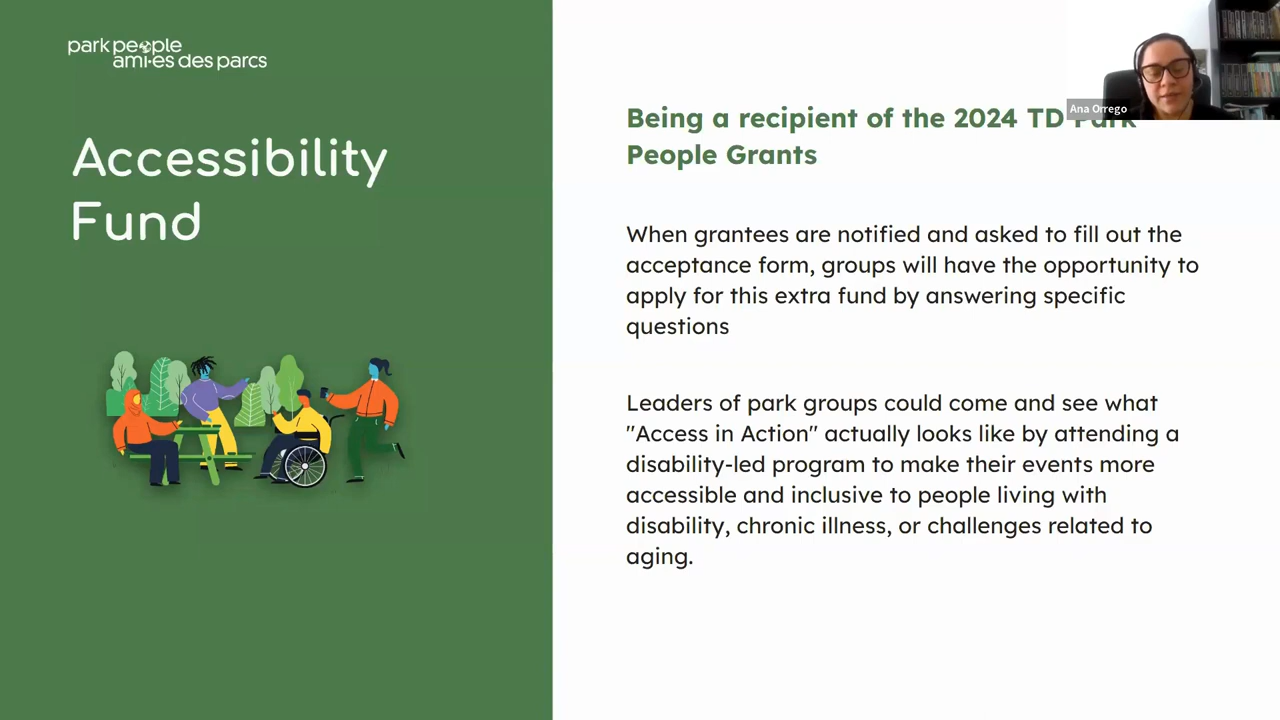 park people
ami·es des parcs
Accessibility
Fund
Ana Orrego
Being a recipient of the 2024 TD Park
People Grants
When grantees are notified and asked to fill out the
acceptance form, groups will have the opportunity to
apply for this extra fund by answering specific
questions
Leaders of park groups could come and see what
"Access in Action" actually looks like by attending a
disability-led program to make their events more
accessible and inclusive to people living with
disability, chronic illness, or challenges related to
aging.